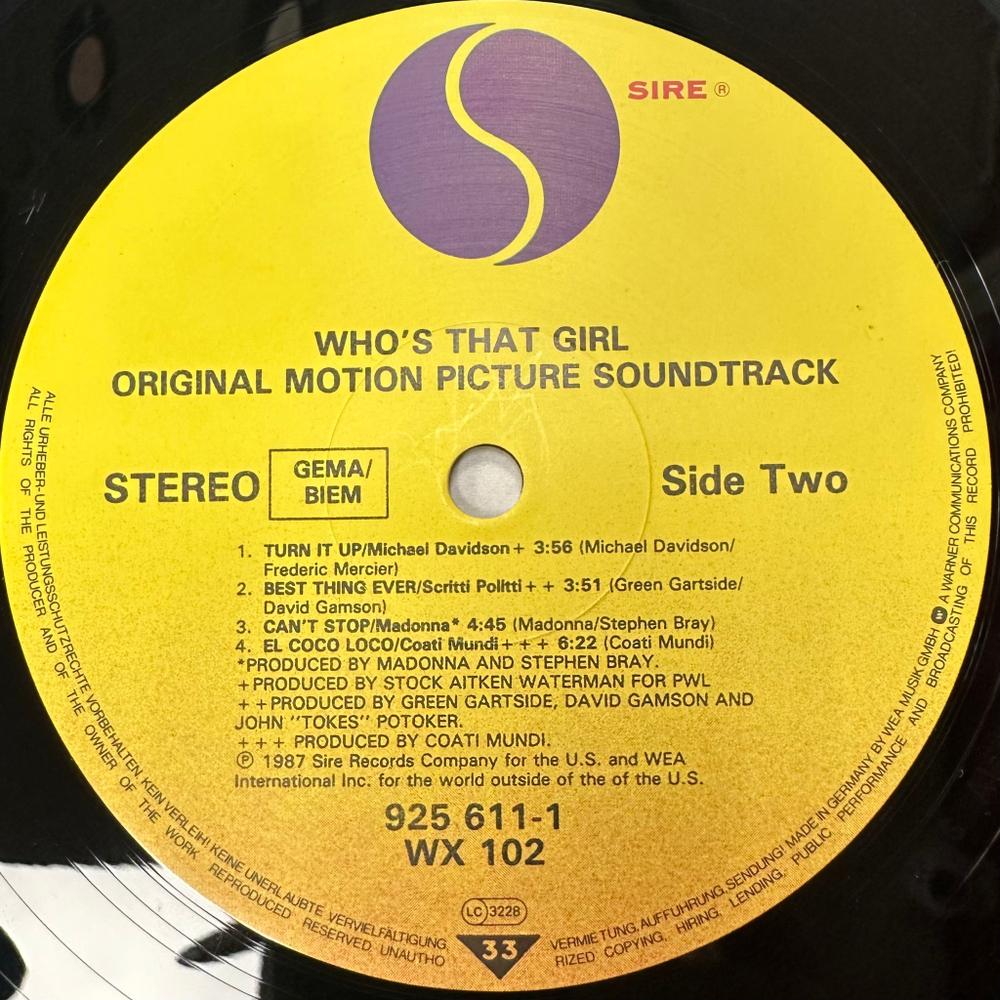 SIRE ®
WHO'S THAT GIRL
ORIGINAL MOTION PICTURE SOUNDTRACK
STEREO
GEMA/
BIEM
Side Two
1. TURN IT UP/Michael Davidson+ 3:56 (Michael Davidson/
Frederic Mercier)
2. BEST THING EVER/Scritti Politti++ 3:51 (Green Gartside/
David Gamson)
3. CAN'T STOP/Madonna* 4:45 (Madonna/Stephen Bray)
4. EL COCO LOCO/Coati Mundi+++ 6:22 (Coati Mundi)
*PRODUCED BY MADONNA AND STEPHEN BRAY.
+PRODUCED BY STOCK AITKEN WATERMAN FOR PWL
++PRODUCED BY GREEN GARTSIDE, DAVID GAMSON AND
JOHN "TOKES" POTOKER.
+++ PRODUCED BY COATI MUNDI.
℗ 1987 Sire Records Company for the U.S. and WEA
International Inc. for the world outside of the of the U.S.
925 611-1
WX 102
LC 3228
33
ALLE URHEBER- UND LEISTUNGSSCHUTZRECHTE VORBEHALTEN KEIN VERLEIH! KEINE UNERLAUBTE VERVIELFÄLTIGUNG, VERMIETUNG, AUFFÜHRUNG, SENDUNG! MADE IN GERMANY BY WEA MUSIK GMBH A WARNER COMMUNICATIONS COMPANY
ALL RIGHTS OF THE PRODUCER AND OF THE OWNER OF THE WORK REPRODUCED RESERVED. UNAUTHORIZED COPYING, HIRING, LENDING, PUBLIC PERFORMANCE AND BROADCASTING OF THIS RECORD PROHIBITED!